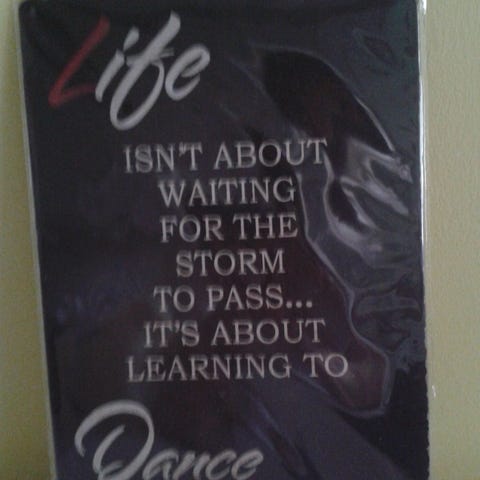 Life
ISN'T ABOUT
WAITING
FOR THE
STORM
TO PASS...
IT'S ABOUT
LEARNING TO
Dance